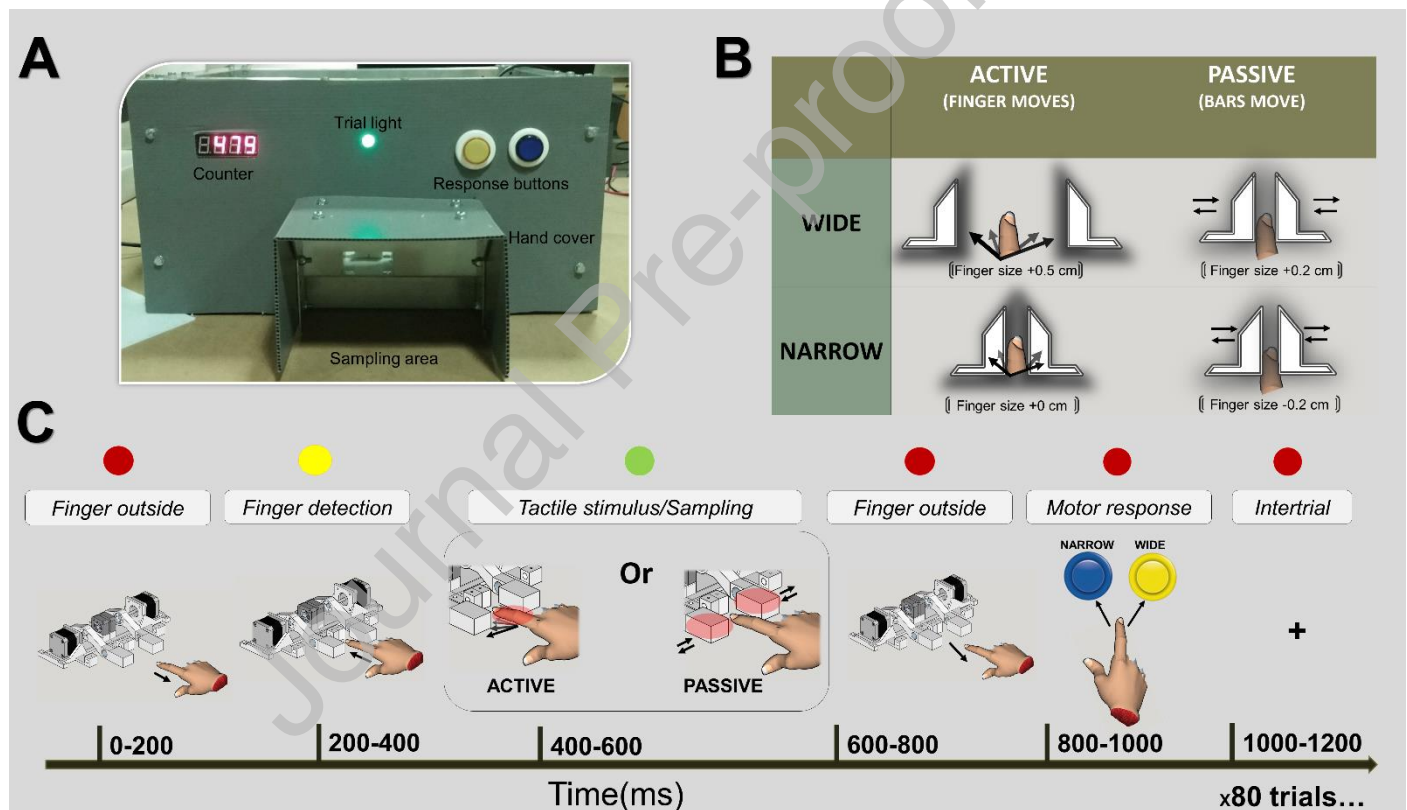 A
8479
Trial light
Counter
Response buttons
Hand cover
Sampling area
B
ACTIVE
(FINGER MOVES)
PASSIVE
(BARS MOVE)
WIDE
(Finger size +0.5 cm)
( Finger size +0.2 cm )
NARROW
( Finger size +0 cm )
( Finger size -0.2 cm )
C
Finger outside
Finger detection
Tactile stimulus/Sampling
Finger outside
Motor response
Intertrial
NARROW
WIDE
Or
ACTIVE
PASSIVE
+
0-200
200-400
400-600
600-800
800-1000
1000-1200
Time(ms)
x80 trials...
Journal Pre-proof